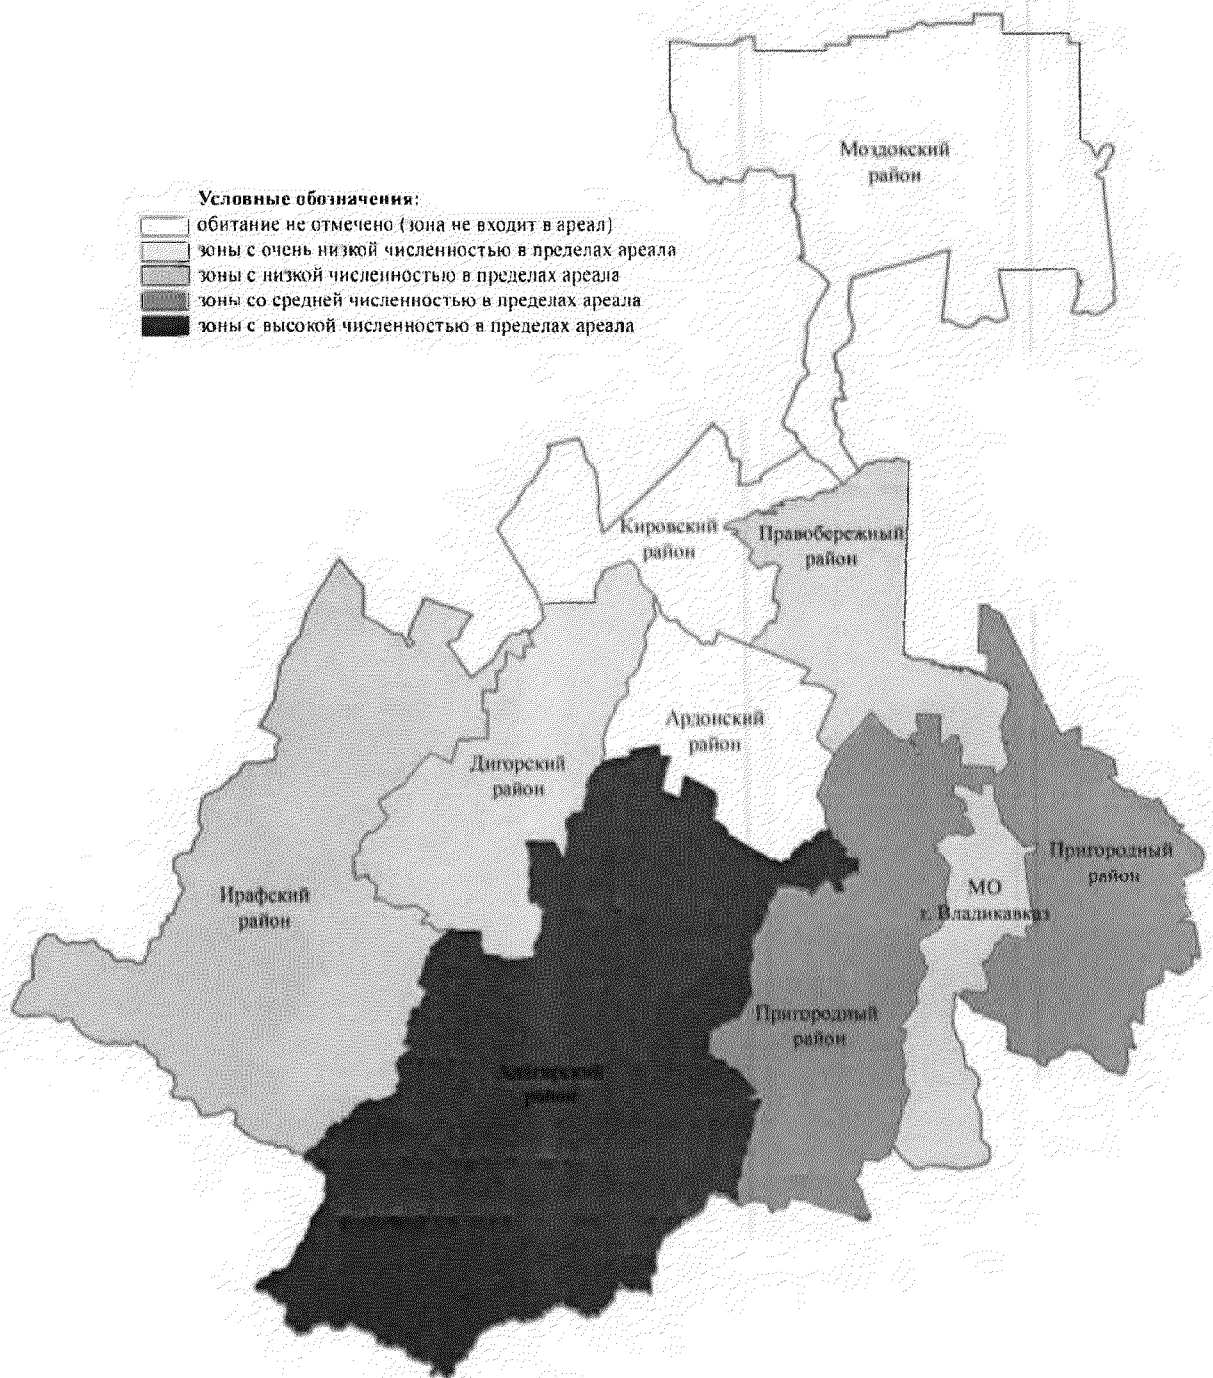 Моздокский
район
Условные обозначения:
обитание не отмечено (зона не входит в ареал)
зоны с очень низкой численностью в пределах ареала
зоны с низкой численностью в пределах ареала
зоны со средней численностью в пределах ареала
зоны с высокой численностью в пределах ареала
Кировский
район
Правобережный
район
Ардонский
район
Дигорский
район
Пригородный
район
Ирафский
район
МО
г. Владикавказ
Пригородный
район
Алагирский
район